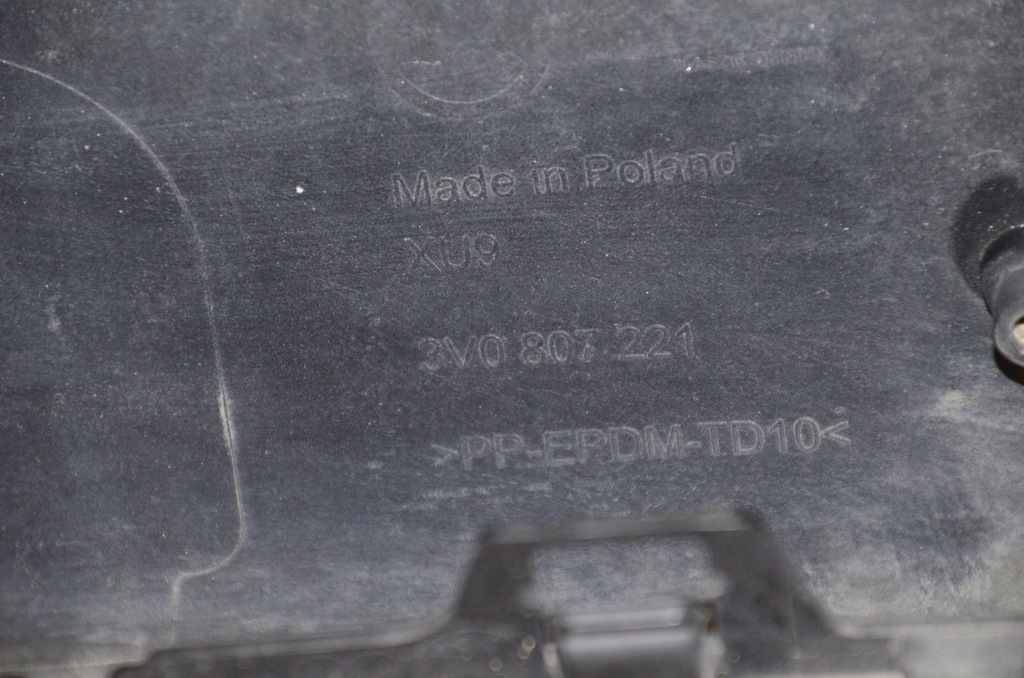 Made in Poland
XU9
3V0 807 221
>PP-EPDM-TD10<